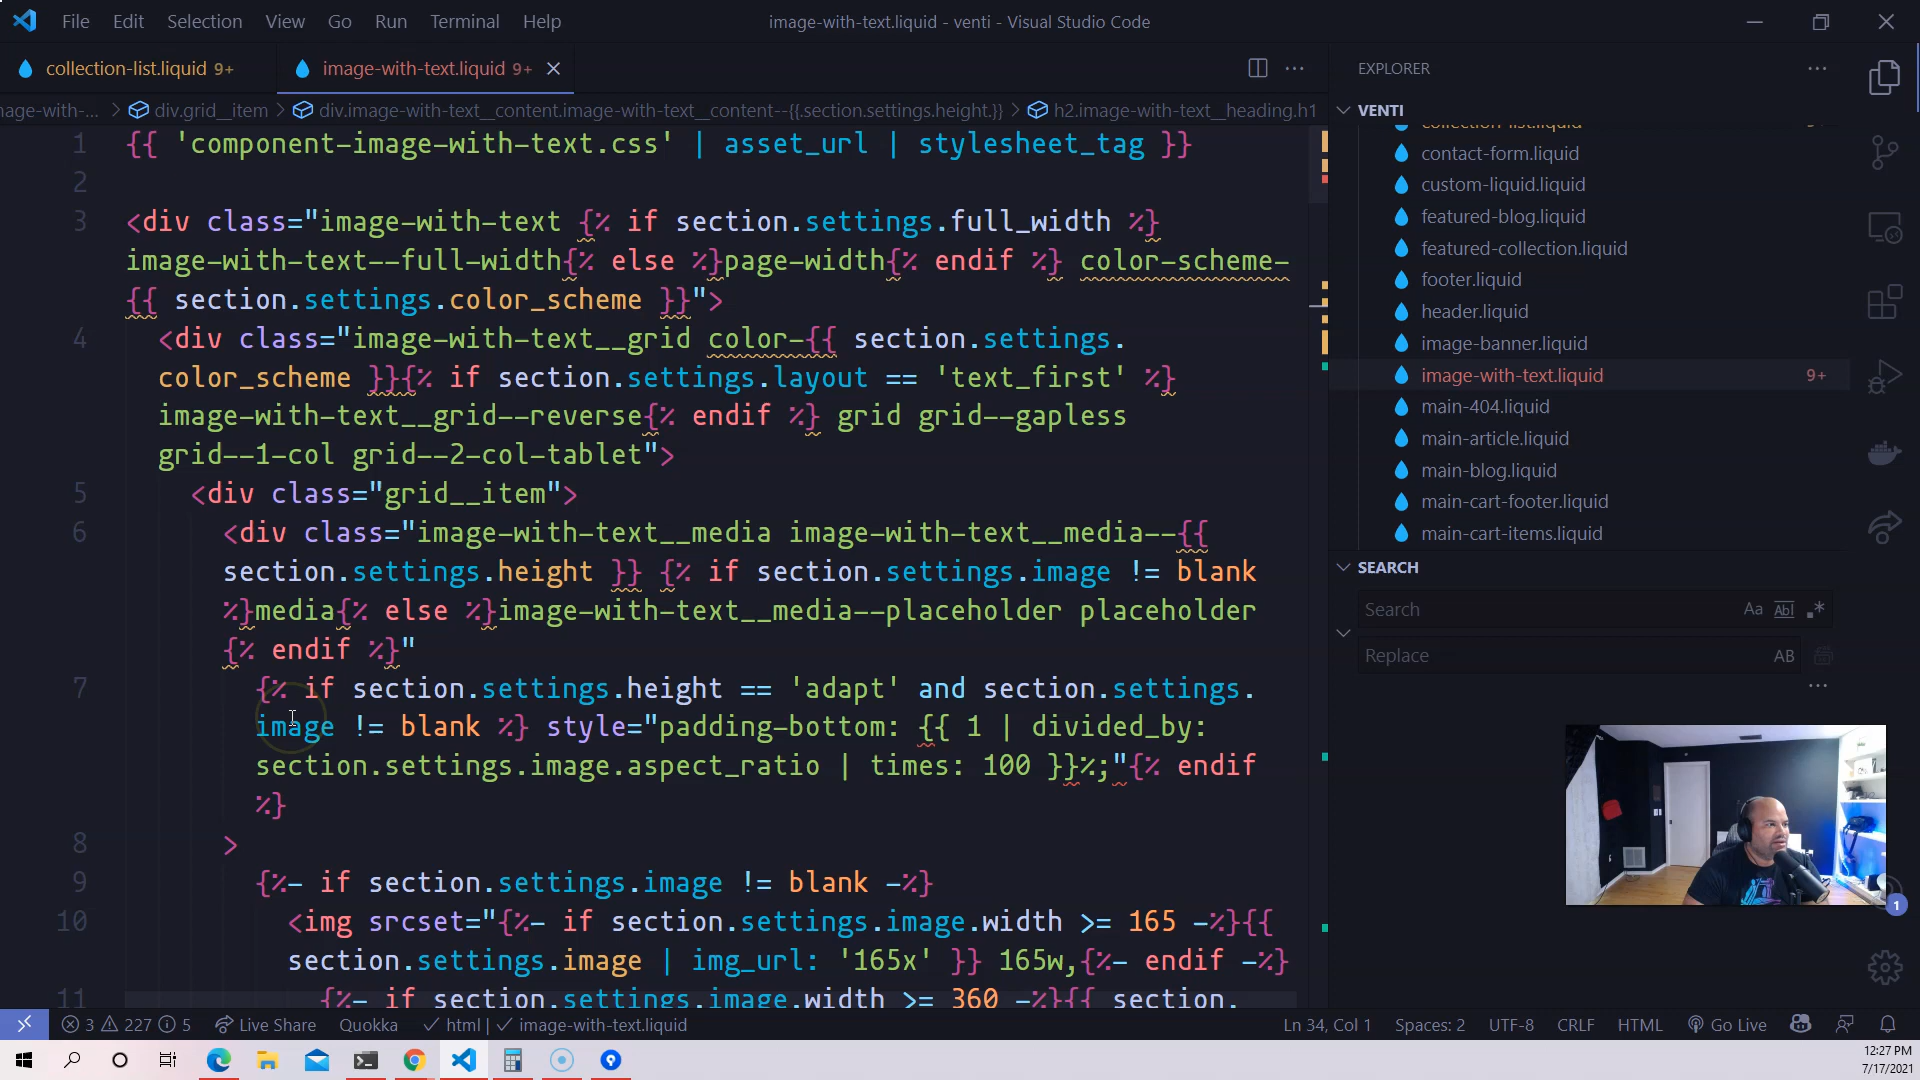 File Edit Selection View Go Run Terminal Help
image-with-text.liquid - venti - Visual Studio Code
collection-list.liquid 9+
image-with-text.liquid 9+
EXPLORER
nage-with-... > div.grid__item > div.image-with-text__content.image-with-text__content--{{.section.settings.height.}} > h2.image-with-text__heading.h1
VENTI
1 {{ 'component-image-with-text.css' | asset_url | stylesheet_tag }}
2
3 <div class="image-with-text {% if section.settings.full_width %}
image-with-text--full-width{% else %}page-width{% endif %} color-scheme-
{{ section.settings.color_scheme }}">
4 <div class="image-with-text__grid color-{{ section.settings.
color_scheme }}{% if section.settings.layout == 'text_first' %}
image-with-text__grid--reverse{% endif %} grid grid--gapless
grid--1-col grid--2-col-tablet">
5 <div class="grid__item">
6 <div class="image-with-text__media image-with-text__media--{{
section.settings.height }} {% if section.settings.image != blank
%}media{% else %}image-with-text__media--placeholder placeholder
{% endif %}"
7 {% if section.settings.height == 'adapt' and section.settings.
image != blank %} style="padding-bottom: {{ 1 | divided_by:
section.settings.image.aspect_ratio | times: 100 }}%;"{% endif
%}
8 >
9 {%- if section.settings.image != blank -%}
10 <img srcset="{%- if section.settings.image.width >= 165 -%}{{
section.settings.image | img_url: '165x' }} 165w,{%- endif -%}
11 {%- if section.settings.image.width >= 360 -%}{{ section.
collection-list.liquid
contact-form.liquid
custom-liquid.liquid
featured-blog.liquid
featured-collection.liquid
footer.liquid
header.liquid
image-banner.liquid
image-with-text.liquid 9+
main-404.liquid
main-article.liquid
main-blog.liquid
main-cart-footer.liquid
main-cart-items.liquid
SEARCH
Search Aa Abl .*
Replace AB
1
3 227 5 Live Share Quokka html | image-with-text.liquid
Ln 34, Col 1 Spaces: 2 UTF-8 CRLF HTML Go Live
12:27 PM
7/17/2021